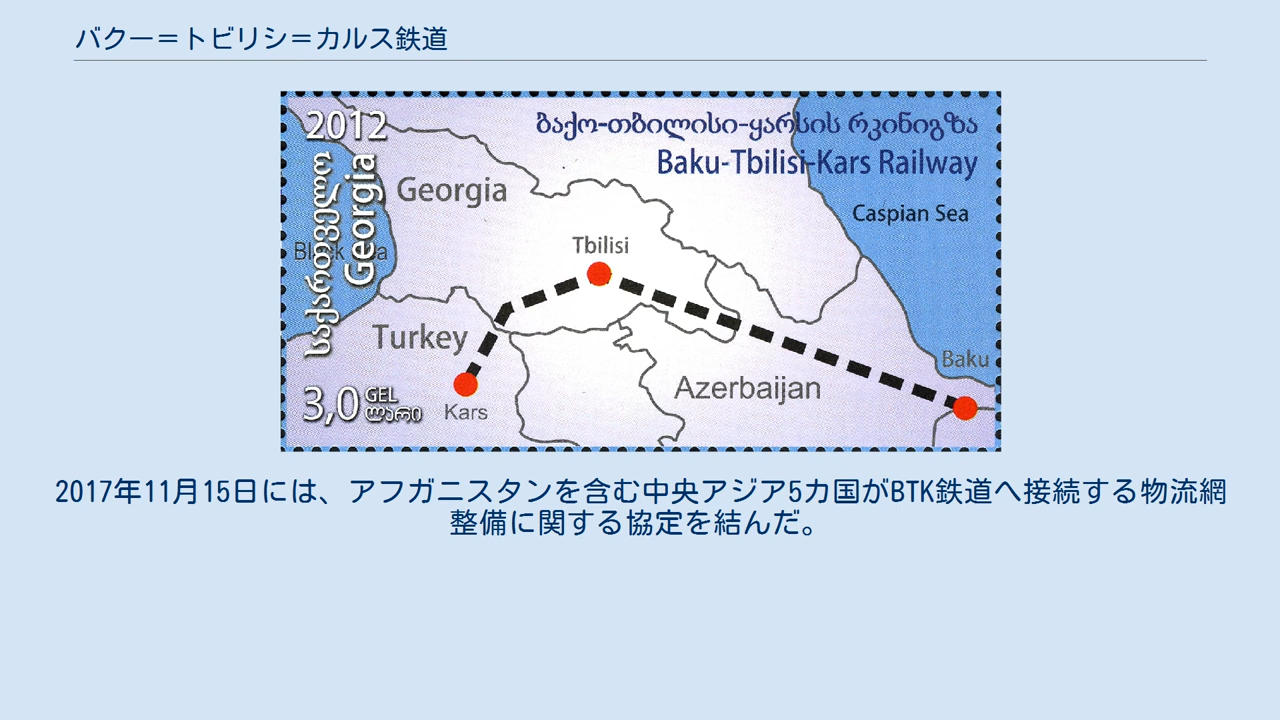 バクー＝トビリシ＝カルス鉄道
2012
საქართველო
Georgia
ბაქო-თბილისი-ყარსის რკინიგზა
Baku-Tbilisi-Kars Railway
Georgia
Caspian Sea
Black Sea
Tbilisi
Turkey
Baku
Azerbaijan
Kars
3,0 GEL
ლარი
2017年11月15日には、アフガニスタンを含む中央アジア5カ国がBTK鉄道へ接続する物流網
整備に関する協定を結んだ。